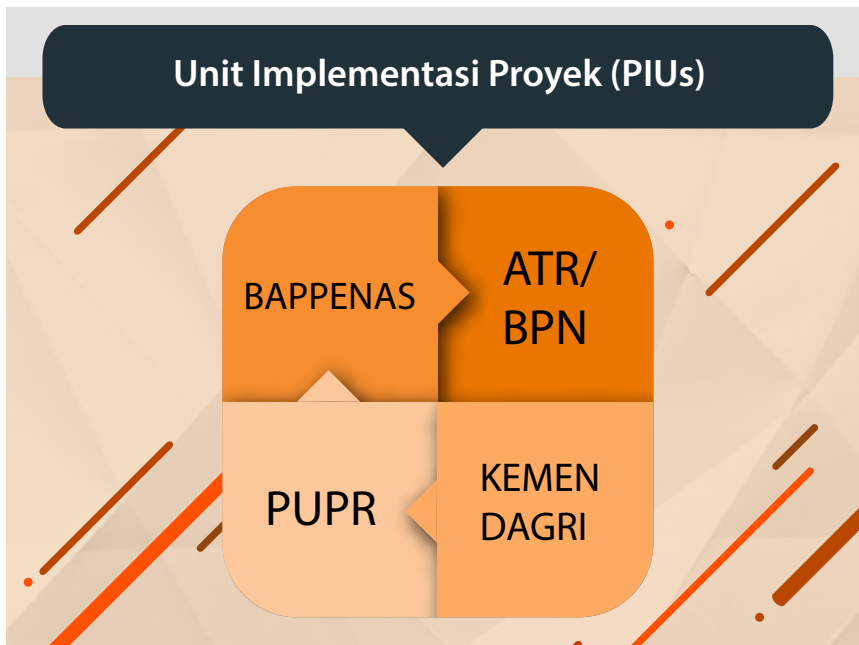 Unit Implementasi Proyek (PIUs)
BAPPENAS
ATR/
BPN
PUPR
KEMEN
DAGRI